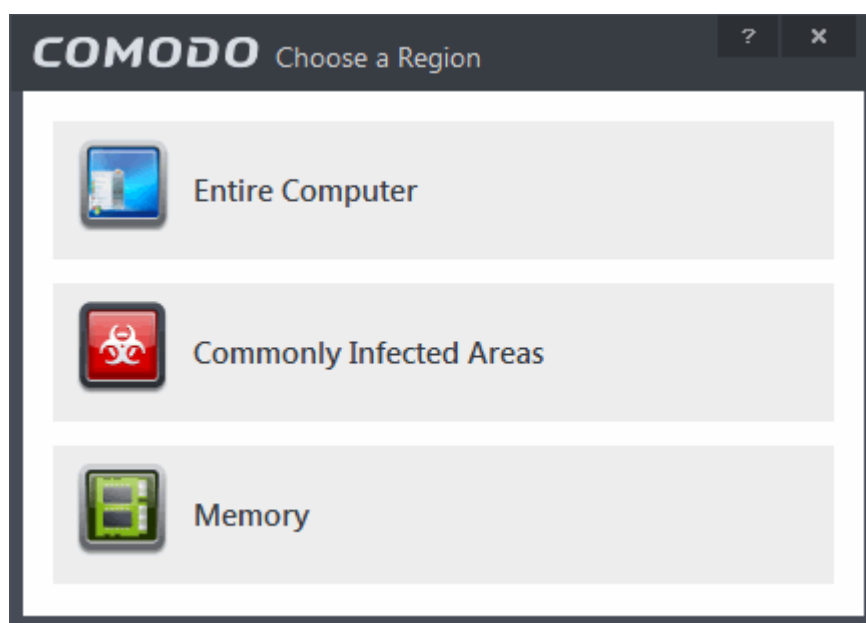 COMODO Choose a Region ? ×
Entire Computer
Commonly Infected Areas
Memory